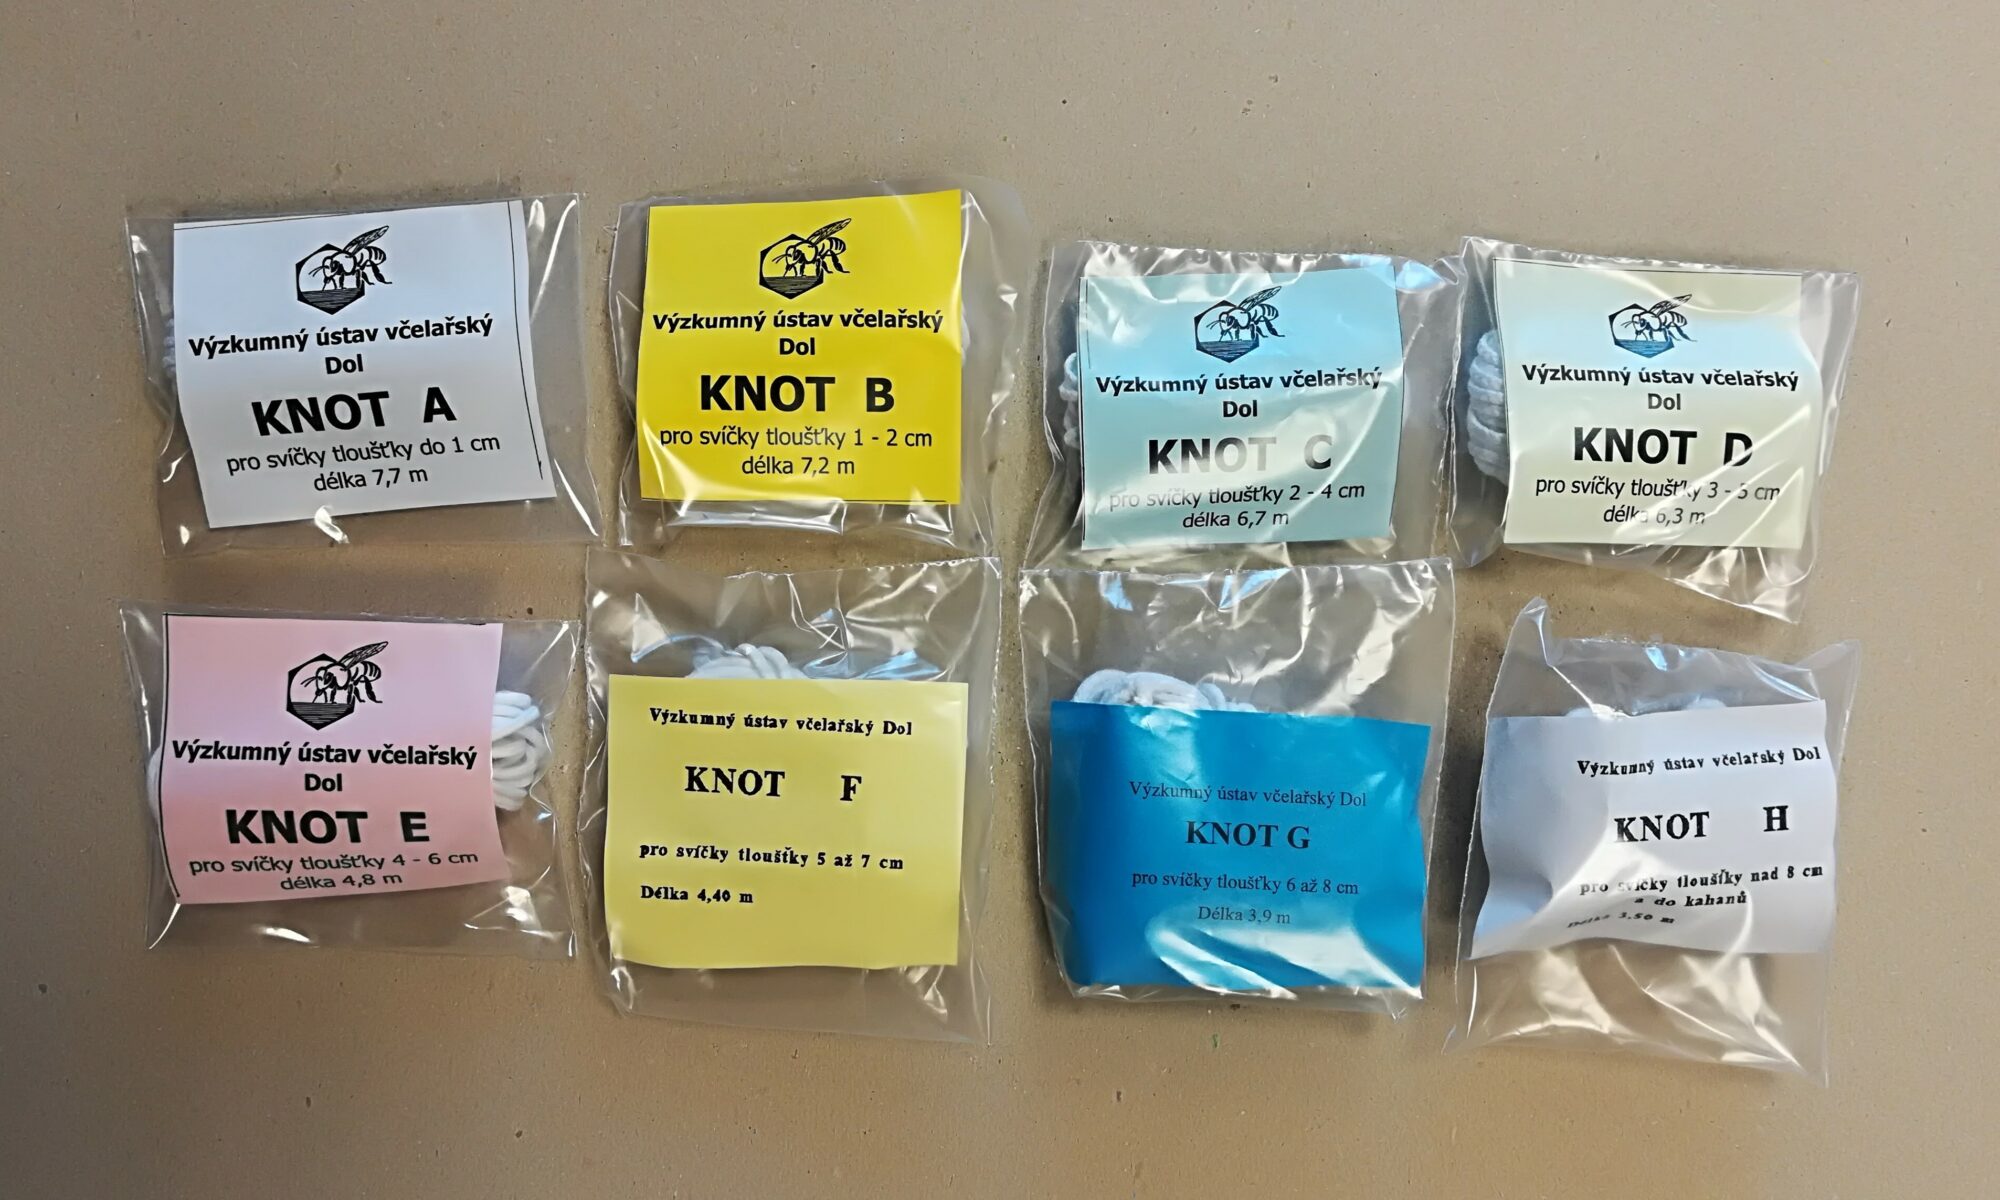 Výzkumný ústav včelařský
Dol
KNOT A
pro svíčky tloušťky do 1 cm
délka 7,7 m
Výzkumný ústav včelařský
Dol
KNOT B
pro svíčky tloušťky 1 - 2 cm
délka 7,2 m
Výzkumný ústav včelařský
Dol
KNOT C
pro svíčky tloušťky 2 - 4 cm
délka 6,7 m
Výzkumný ústav včelařský
Dol
KNOT D
pro svíčky tloušťky 3 - 5 cm
délka 6,3 m
Výzkumný ústav včelařský
Dol
KNOT E
pro svíčky tloušťky 4 - 6 cm
délka 4,8 m
Výzkumný ústav včelařský Dol
KNOT F
pro svíčky tloušťky 5 až 7 cm
Délka 4,40 m
Výzkumný ústav včelařský Dol
KNOT G
pro svíčky tloušťky 6 až 8 cm
Délka 3,9 m
Výzkumný ústav včelařský Dol
KNOT H
pro svíčky tloušťky nad 8 cm
a do kahanů
Délka 3,50 m